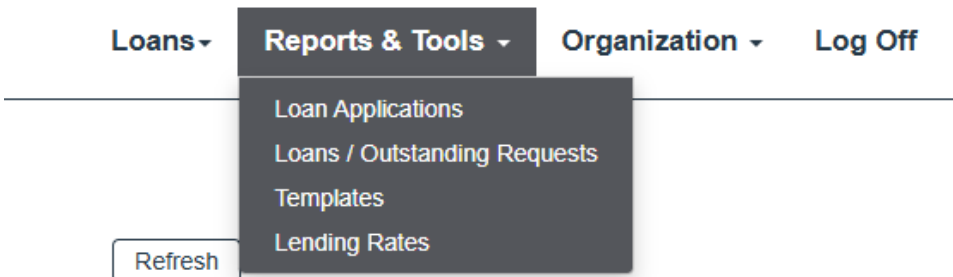 Loans Reports & Tools Organization Log Off
Loan Applications
Loans / Outstanding Requests
Templates
Lending Rates
Refresh